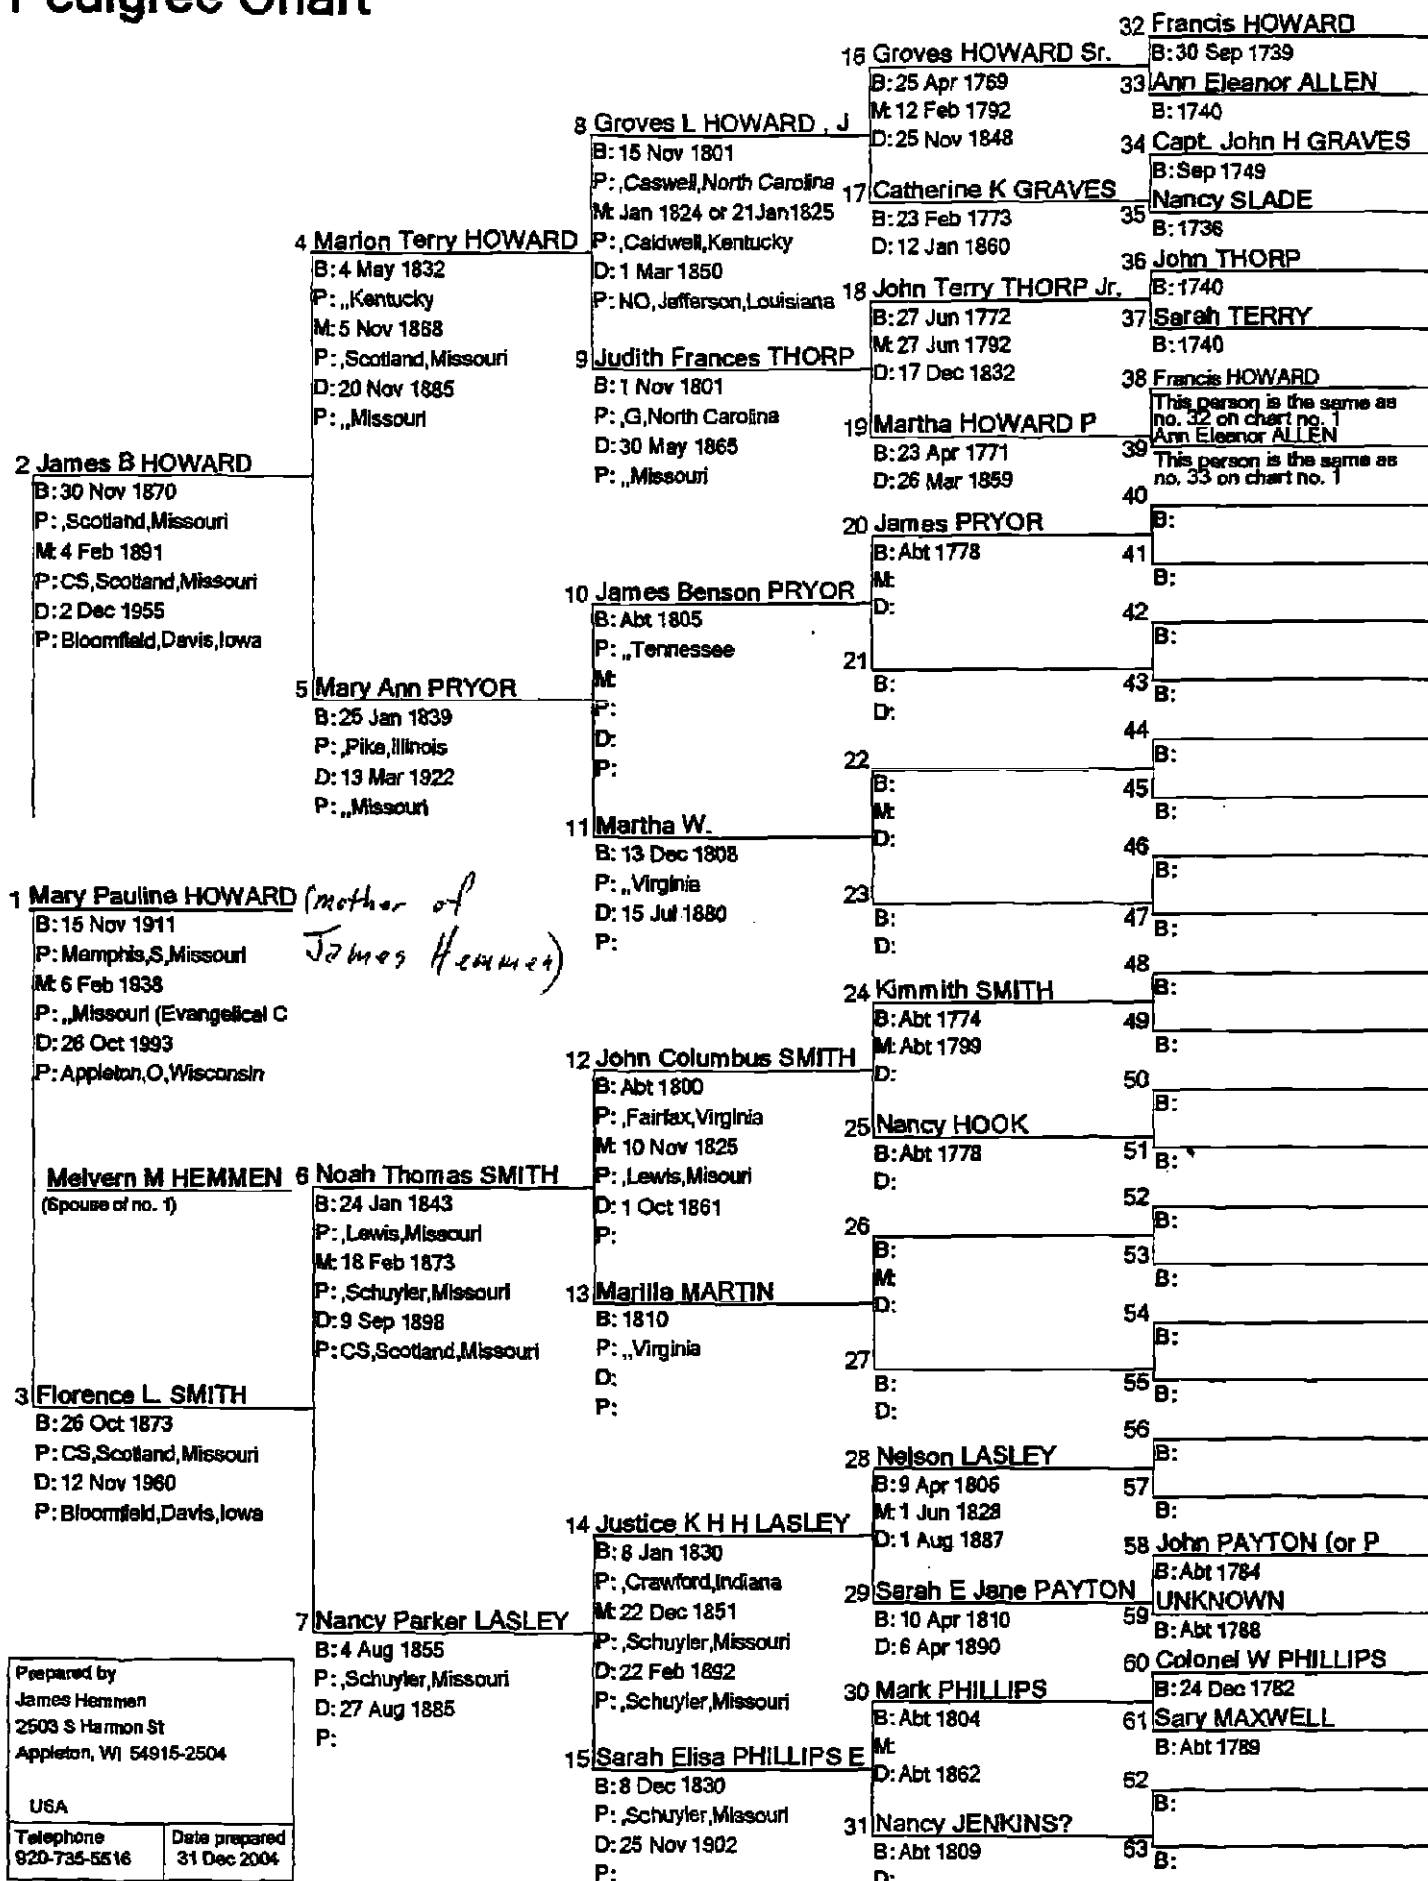 Pedigree Chart
2 James B HOWARD
B: 30 Nov 1870
P: ,Scotland,Missouri
M: 4 Feb 1891
P: CS,Scotland,Missouri
D: 2 Dec 1955
P: Bloomfield,Davis,Iowa
1 Mary Pauline HOWARD (mother of
James Hemmen)
B: 15 Nov 1911
P: Memphis,S,Missouri
M: 6 Feb 1938
P: ,,Missouri (Evangelical C
D: 26 Oct 1993
P: Appleton,O,Wisconsin
Melvern M HEMMEN
(Spouse of no. 1)
3 Florence L. SMITH
B: 26 Oct 1873
P: CS,Scotland,Missouri
D: 12 Nov 1960
P: Bloomfield,Davis,Iowa
Prepared by
James Hemmen
2503 S Harmon St
Appleton, WI 54915-2504
USA
Telephone
920-735-5516
Date prepared
31 Dec 2004
4 Marion Terry HOWARD
B: 4 May 1832
P: ,,Kentucky
M: 5 Nov 1868
P: ,Scotland,Missouri
D: 20 Nov 1885
P: ,,Missouri
5 Mary Ann PRYOR
B: 25 Jan 1839
P: ,Pike,Illinois
D: 13 Mar 1922
P: ,,Missouri
6 Noah Thomas SMITH
B: 24 Jan 1843
P: ,Lewis,Missouri
M: 18 Feb 1873
P: ,Schuyler,Missouri
D: 9 Sep 1898
P: CS,Scotland,Missouri
7 Nancy Parker LASLEY
B: 4 Aug 1855
P: ,Schuyler,Missouri
D: 27 Aug 1885
P:
8 Groves L HOWARD , J
B: 15 Nov 1801
P: ,Caswell,North Carolina
M: Jan 1824 or 21Jan1825
P: ,Caldwell,Kentucky
D: 1 Mar 1850
P: NO,Jefferson,Louisiana
9 Judith Frances THORP
B: 1 Nov 1801
P: ,G,North Carolina
D: 30 May 1865
P: ,,Missouri
10 James Benson PRYOR
B: Abt 1805
P: ,,Tennessee
M:
P:
D:
P:
11 Martha W.
B: 13 Dec 1808
P: ,,Virginia
D: 15 Jul 1880
P:
12 John Columbus SMITH
B: Abt 1800
P: ,Fairfax,Virginia
M: 10 Nov 1825
P: ,Lewis,Misouri
D: 1 Oct 1861
P:
13 Marilla MARTIN
B: 1810
P: ,,Virginia
D:
P:
14 Justice K H H LASLEY
B: 8 Jan 1830
P: ,Crawford,Indiana
M: 22 Dec 1851
P: ,Schuyler,Missouri
D: 22 Feb 1892
P: ,Schuyler,Missouri
15 Sarah Elisa PHILLIPS E
B: 8 Dec 1830
P: ,Schuyler,Missouri
D: 25 Nov 1902
P:
16 Groves HOWARD Sr.
B: 25 Apr 1769
M: 12 Feb 1792
D: 25 Nov 1848
17 Catherine K GRAVES
B: 23 Feb 1773
D: 12 Jan 1860
18 John Terry THORP Jr.
B: 27 Jun 1772
M: 27 Jun 1792
D: 17 Dec 1832
19 Martha HOWARD P
B: 23 Apr 1771
D: 26 Mar 1859
20 James PRYOR
B: Abt 1778
M:
D:
21
B:
D:
22
B:
M:
D:
23
B:
D:
24 Kimmith SMITH
B: Abt 1774
M: Abt 1799
D:
25 Nancy HOOK
B: Abt 1778
D:
26
B:
M:
D:
27
B:
D:
28 Nelson LASLEY
B: 9 Apr 1806
M: 1 Jun 1828
D: 1 Aug 1887
29 Sarah E Jane PAYTON
B: 10 Apr 1810
D: 6 Apr 1890
30 Mark PHILLIPS
B: Abt 1804
M:
D: Abt 1862
31 Nancy JENKINS?
B: Abt 1809
D:
32 Francis HOWARD
B: 30 Sep 1739
33 Ann Eleanor ALLEN
B: 1740
34 Capt. John H GRAVES
B: Sep 1749
35 Nancy SLADE
B: 1736
36 John THORP
B: 1740
37 Sarah TERRY
B: 1740
38 Francis HOWARD
This person is the same as
no. 32 on chart no. 1
39 Ann Eleanor ALLEN
This person is the same as
no. 33 on chart no. 1
40
B:
41
B:
42
B:
43
B:
44
B:
45
B:
46
B:
47
B:
48
B:
49
B:
50
B:
51
B:
52
B:
53
B:
54
B:
55
B:
56
B:
57
B:
58 John PAYTON (or P
B: Abt 1784
59 UNKNOWN
B: Abt 1788
60 Colonel W PHILLIPS
B: 24 Dec 1782
61 Sary MAXWELL
B: Abt 1789
62
B:
63
B: